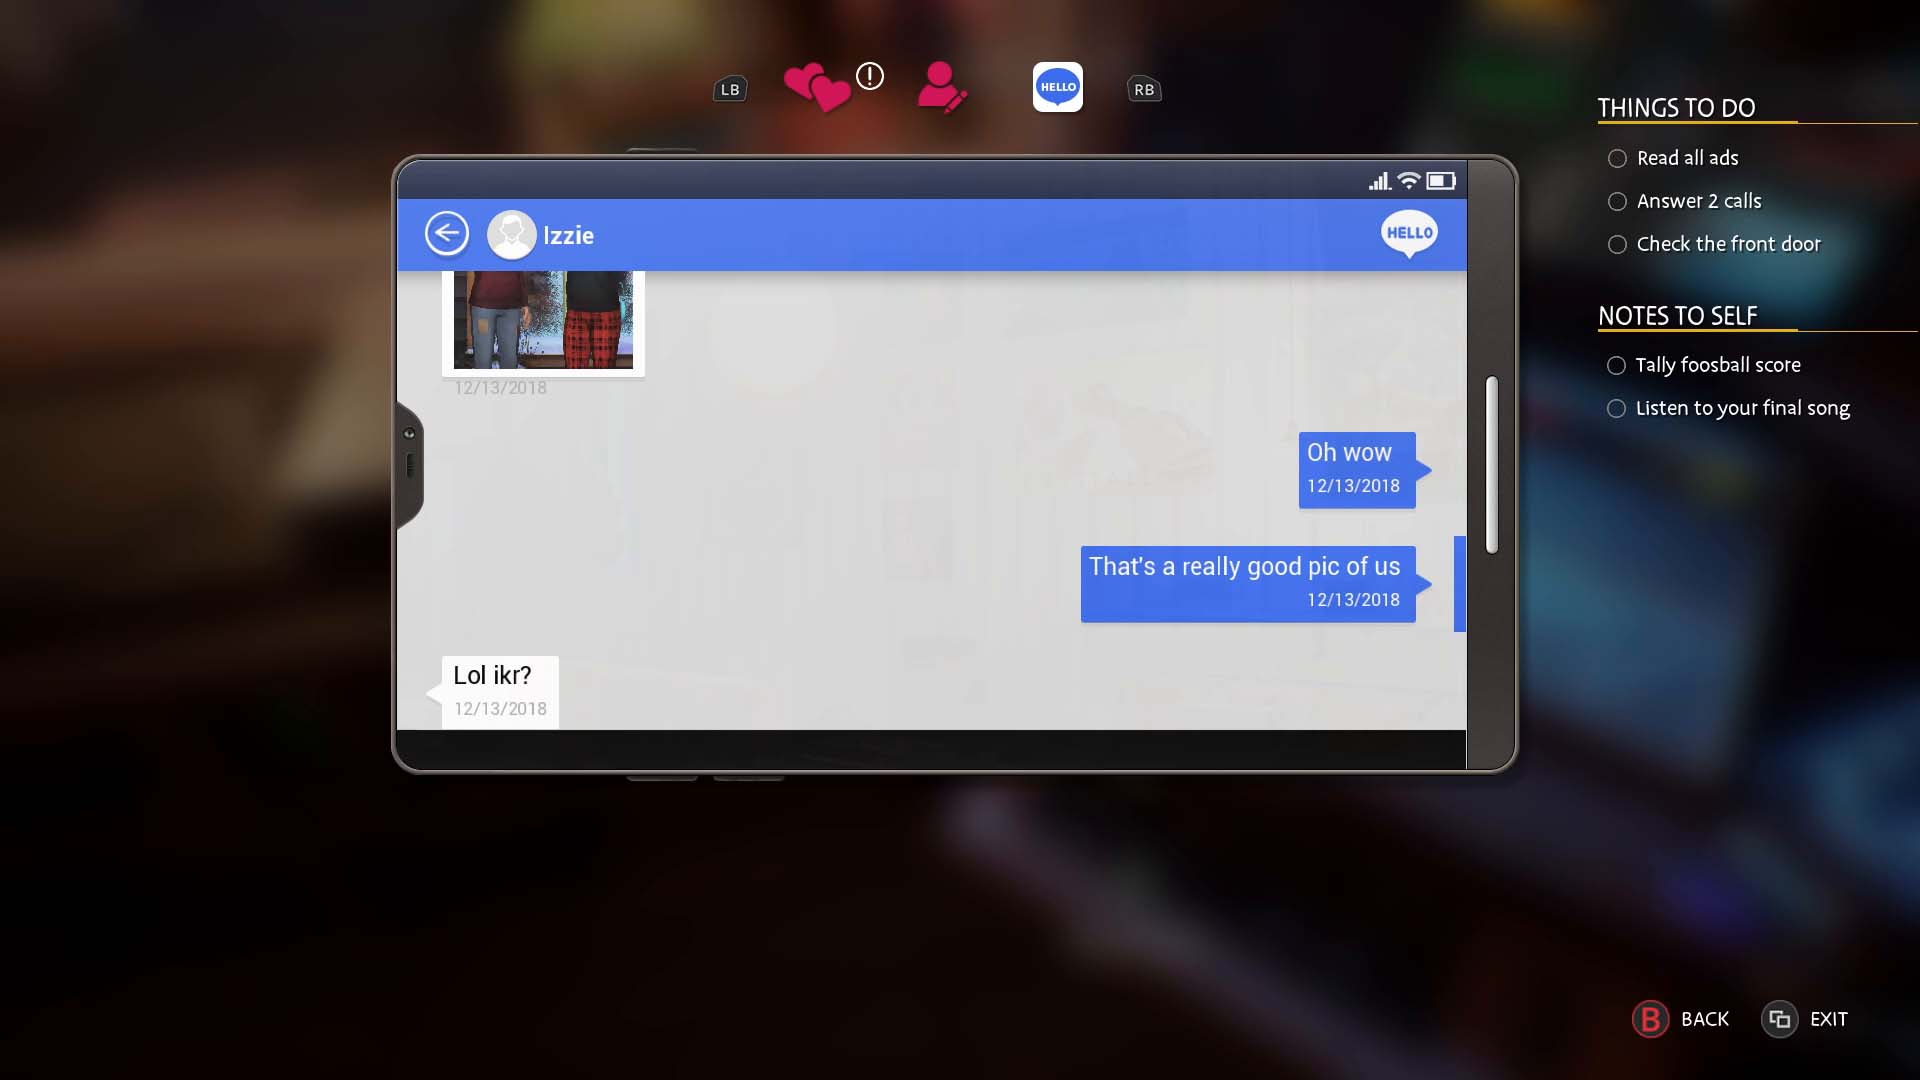 LB
HELLO
RB
THINGS TO DO
Read all ads
Answer 2 calls
Check the front door
NOTES TO SELF
Tally foosball score
Listen to your final song
Izzie
HELLO
12/13/2018
Oh wow
12/13/2018
That's a really good pic of us
12/13/2018
Lol ikr?
12/13/2018
B BACK
EXIT